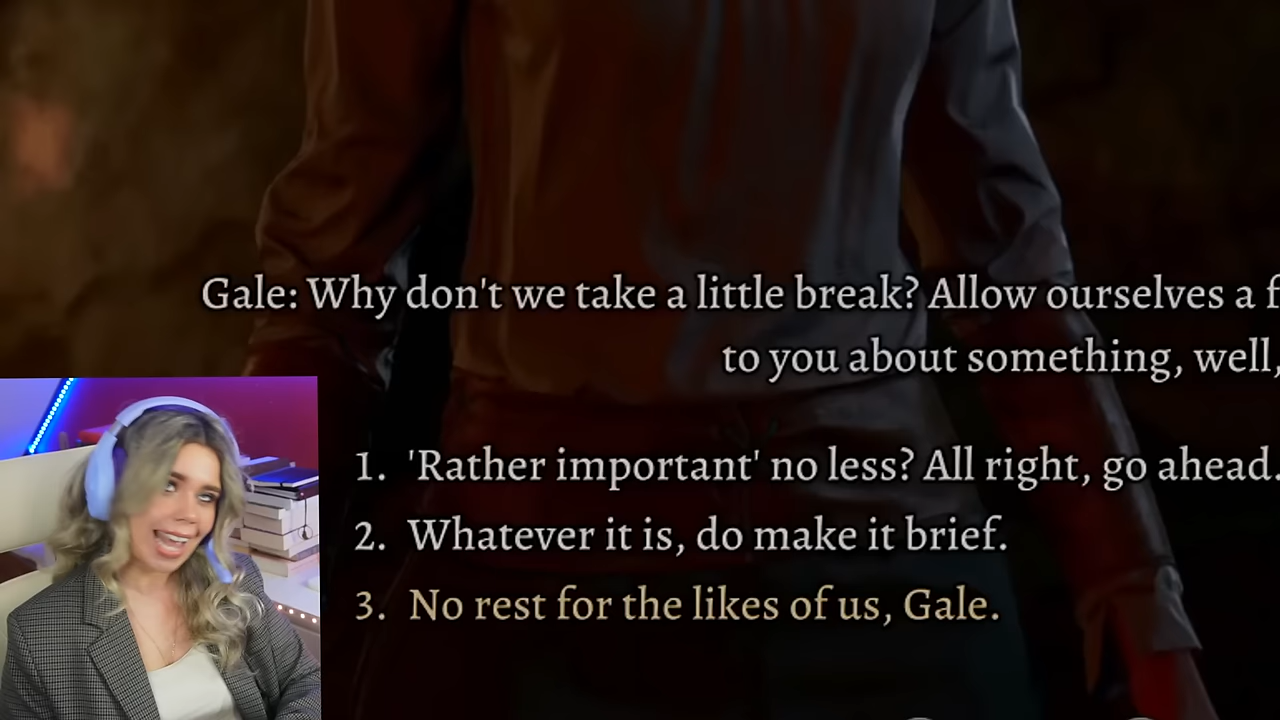 Gale: Why don't we take a little break? Allow ourselves a f
to you about something, well,
1. 'Rather important' no less? All right, go ahead.
2. Whatever it is, do make it brief.
3. No rest for the likes of us, Gale.